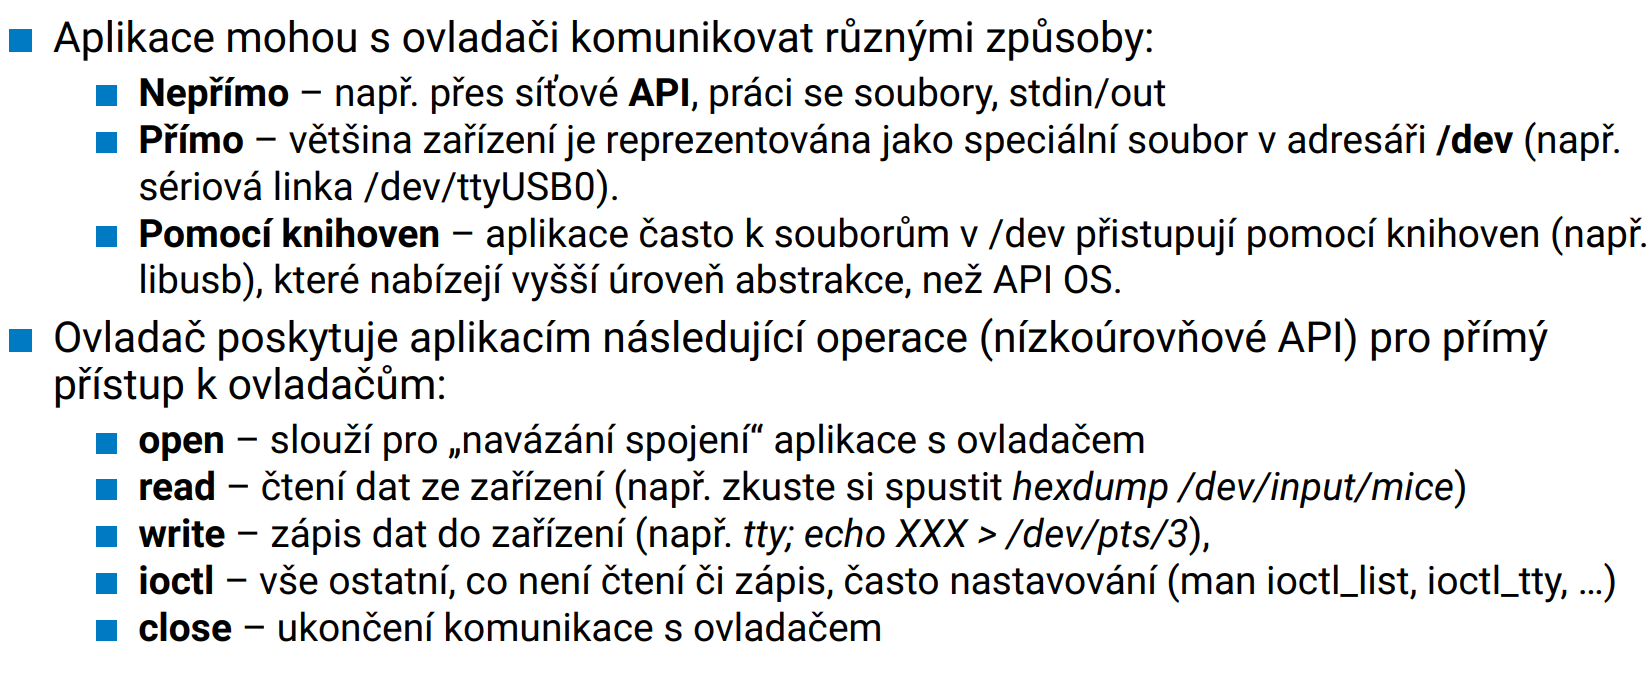 Aplikace mohou s ovladači komunikovat různými způsoby:
Nepřímo – např. přes síťové API, práci se soubory, stdin/out
Přímo – většina zařízení je reprezentována jako speciální soubor v adresáři /dev (např.
sériová linka /dev/ttyUSB0).
Pomocí knihoven – aplikace často k souborům v /dev přistupují pomocí knihoven (např.
libusb), které nabízejí vyšší úroveň abstrakce, než API OS.
Ovladač poskytuje aplikacím následující operace (nízkoúrovňové API) pro přímý
přístup k ovladačům:
open – slouží pro „navázání spojení“ aplikace s ovladačem
read – čtení dat ze zařízení (např. zkuste si spustit hexdump /dev/input/mice)
write – zápis dat do zařízení (např. tty; echo XXX > /dev/pts/3),
ioctl – vše ostatní, co není čtení či zápis, často nastavování (man ioctl_list, ioctl_tty, …)
close – ukončení komunikace s ovladačem